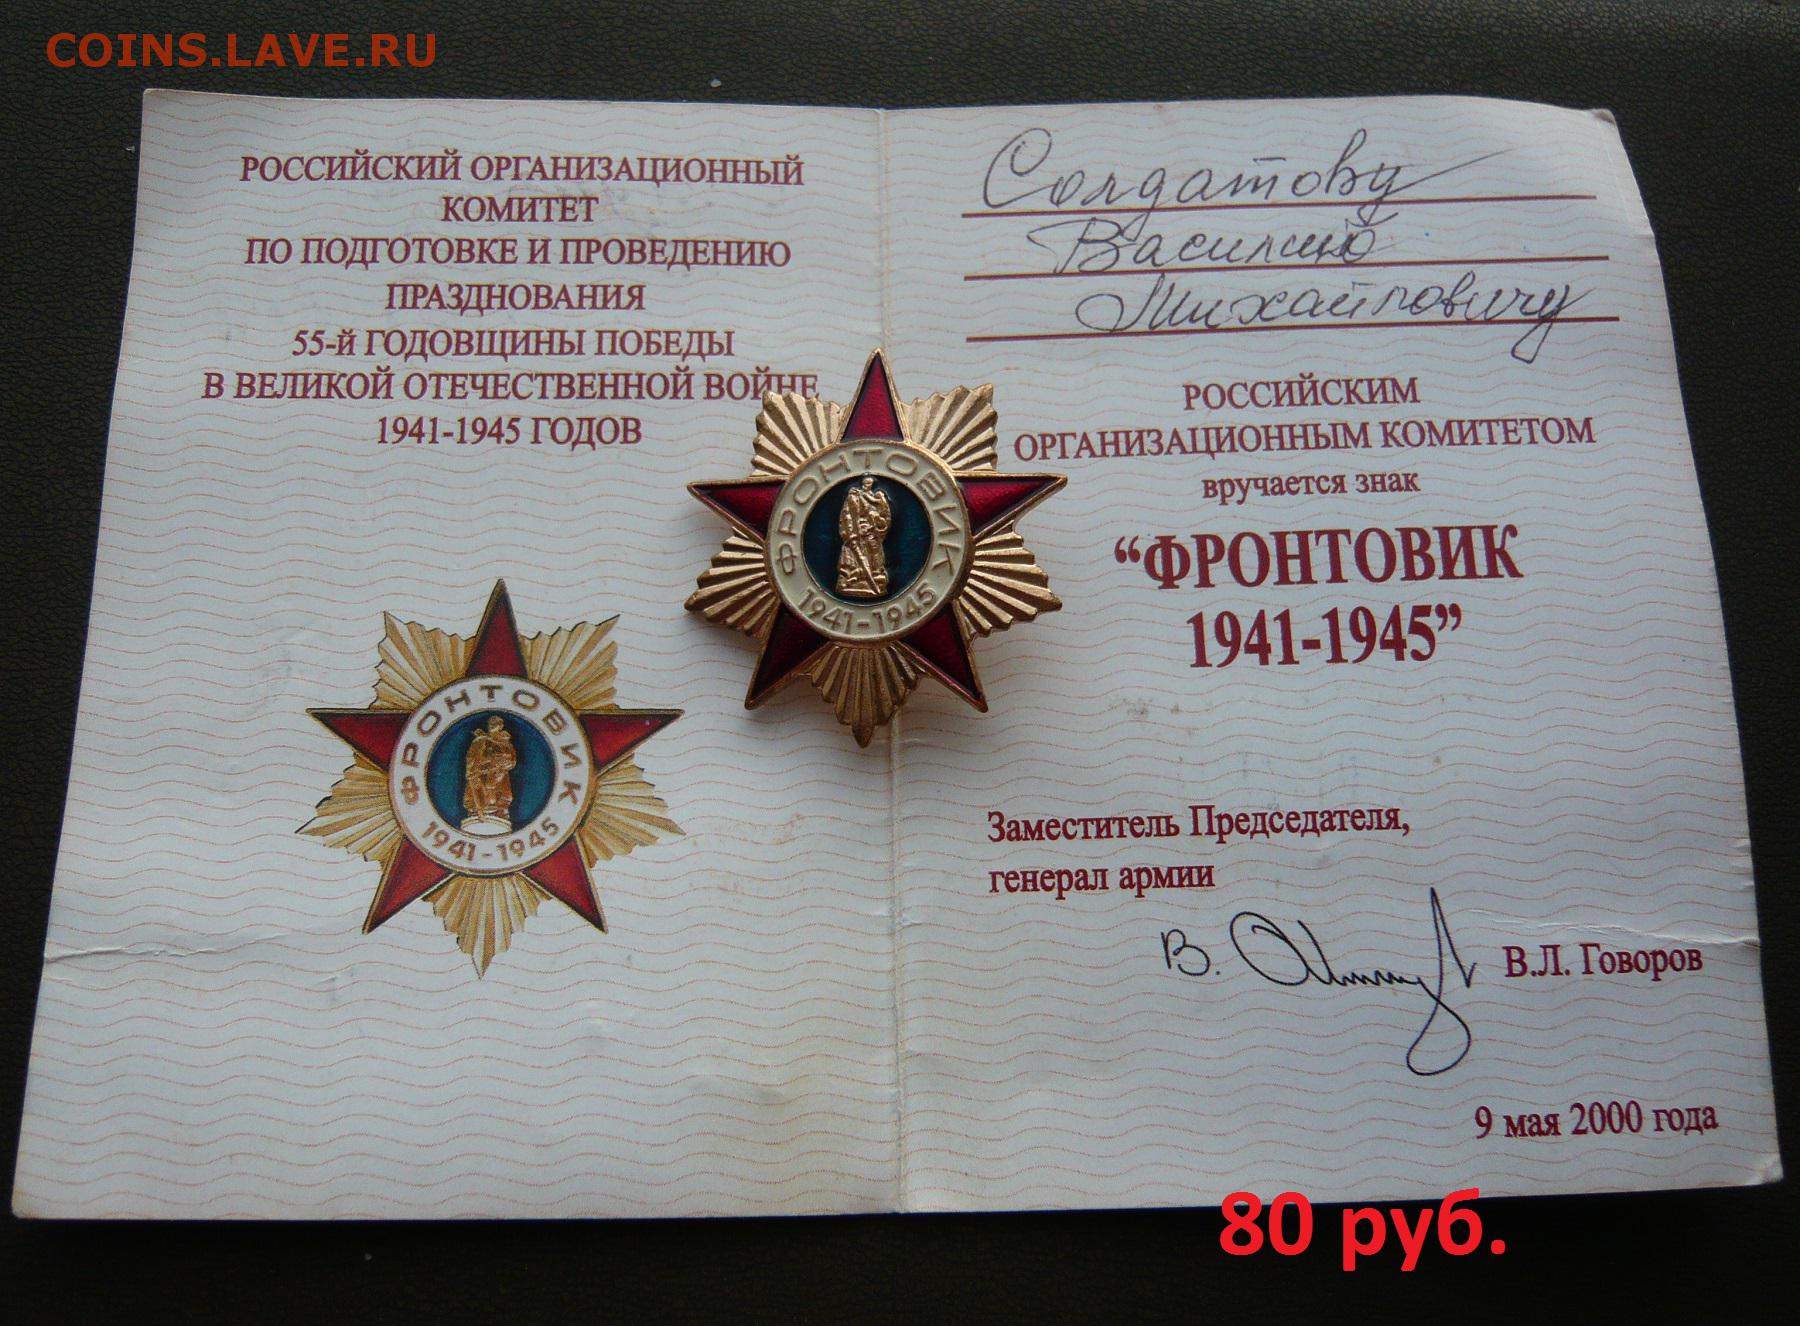 COINS.LAVE.RU
РОССИЙСКИЙ ОРГАНИЗАЦИОННЫЙ
КОМИТЕТ
ПО ПОДГОТОВКЕ И ПРОВЕДЕНИЮ
ПРАЗДНОВАНИЯ
55-й ГОДОВЩИНЫ ПОБЕДЫ
В ВЕЛИКОЙ ОТЕЧЕСТВЕННОЙ ВОЙНЕ
1941-1945 ГОДОВ
ФРОНТОВИК
1941-1945
ФРОНТОВИК
1941-1945
Солдатову
Василию
Михайловичу
РОССИЙСКИМ
ОРГАНИЗАЦИОННЫМ КОМИТЕТОМ
вручается знак
“ФРОНТОВИК
1941-1945”
Заместитель Председателя,
генерал армии
В.Л. Говоров
9 мая 2000 года
80 руб.